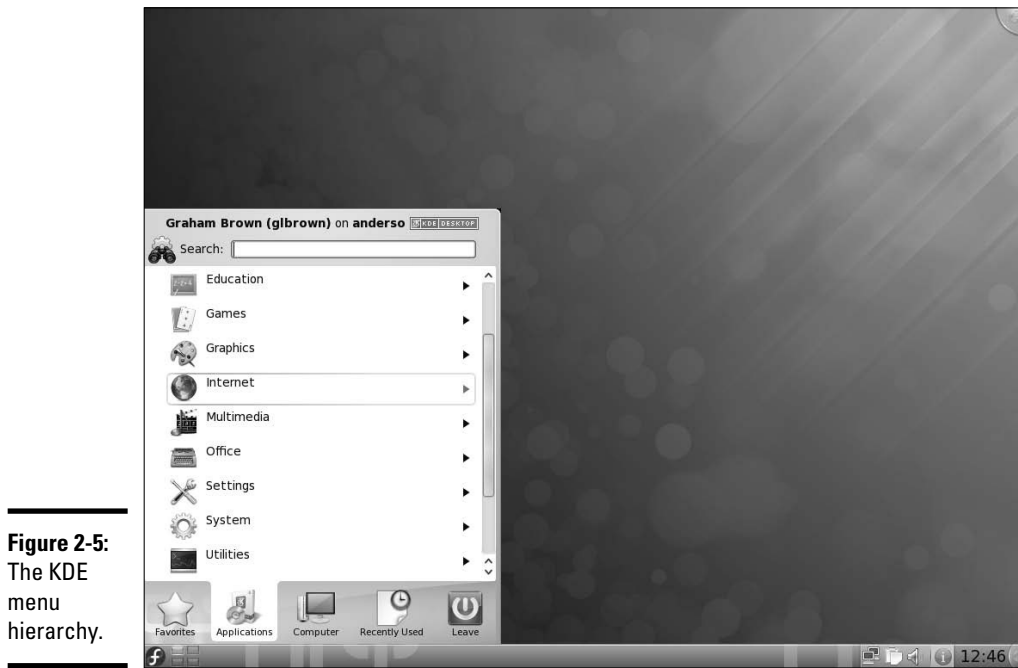 Graham Brown (glbrown) on anderso KDE DESKTOP
Search:
Education
Games
Graphics
Internet
Multimedia
Office
Settings
System
Utilities
Favorites Applications Computer Recently Used Leave
12:46
Figure 2-5:
The KDE
menu
hierarchy.